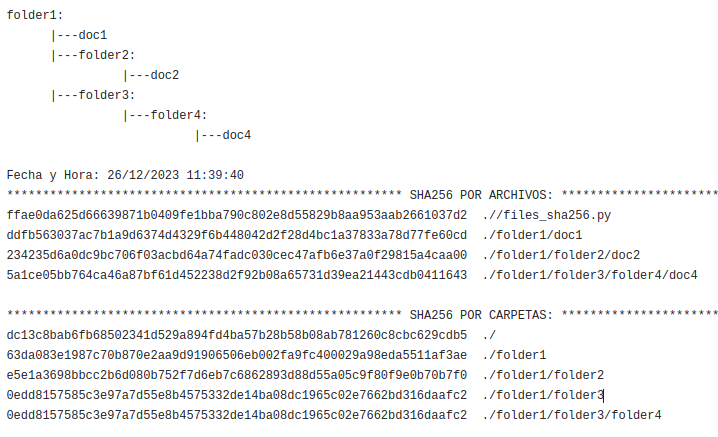 folder1:
      |---doc1
      |---folder2:
                |---doc2
      |---folder3:
                |---folder4:
                          |---doc4
Fecha y Hora: 26/12/2023 11:39:40
******************************************************* SHA256 POR ARCHIVOS: **********************
ffae0da625d66639871b0409fe1bba790c802e8d55829b8aa953aab2661037d2  .//files_sha256.py
ddfb563037ac7b1a9d6374d4329f6b448042d2f28d4bc1a37833a78d77fe60cd  ./folder1/doc1
234235d6a0dc9bc706f03acbd64a74fadc030cec47afb6e37a0f29815a4caa00  ./folder1/folder2/doc2
5a1ce05bb764ca46a87bf61d452238d2f92b08a65731d39ea21443cdb0411643  ./folder1/folder3/folder4/doc4
******************************************************* SHA256 POR CARPETAS: **********************
dc13c8bab6fb68502341d529a894fd4ba57b28b58b08ab781260c8cbc629cdb5  ./
63da083e1987c70b870e2aa9d91906506eb002fa9fc400029a98eda5511af3ae  ./folder1
e5e1a3698bbcc2b6d080b752f7d6eb7c6862893d88d55a05c9f80f9e0b70b7f0  ./folder1/folder2
0edd8157585c3e97a7d55e8b4575332de14ba08dc1965c02e7662bd316daafc2  ./folder1/folder3
0edd8157585c3e97a7d55e8b4575332de14ba08dc1965c02e7662bd316daafc2  ./folder1/folder3/folder4